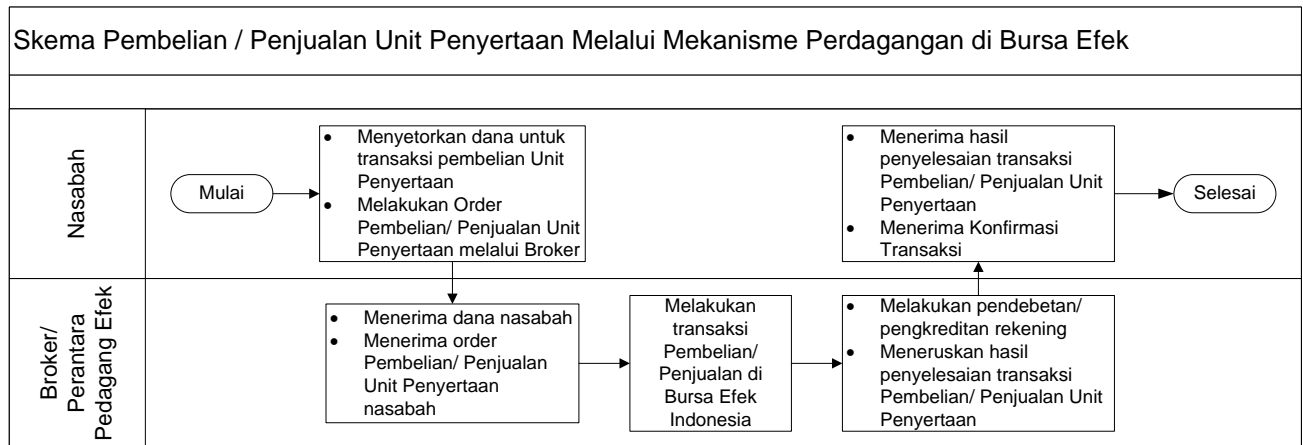 Skema Pembelian / Penjualan Unit Penyertaan Melalui Mekanisme Perdagangan di Bursa Efek
Nasabah
Mulai
• Menyetorkan dana untuk
transaksi pembelian Unit
Penyertaan
• Melakukan Order
Pembelian/ Penjualan Unit
Penyertaan melalui Broker
• Menerima hasil
penyelesaian transaksi
Pembelian/ Penjualan Unit
Penyertaan
• Menerima Konfirmasi
Transaksi
Selesai
Broker/
Perantara
Pedagang Efek
• Menerima dana nasabah
• Menerima order
Pembelian/ Penjualan
Unit Penyertaan
nasabah
Melakukan
transaksi
Pembelian/
Penjualan di
Bursa Efek
Indonesia
• Melakukan pendebetan/
pengkreditan rekening
• Meneruskan hasil
penyelesaian transaksi
Pembelian/ Penjualan Unit
Penyertaan